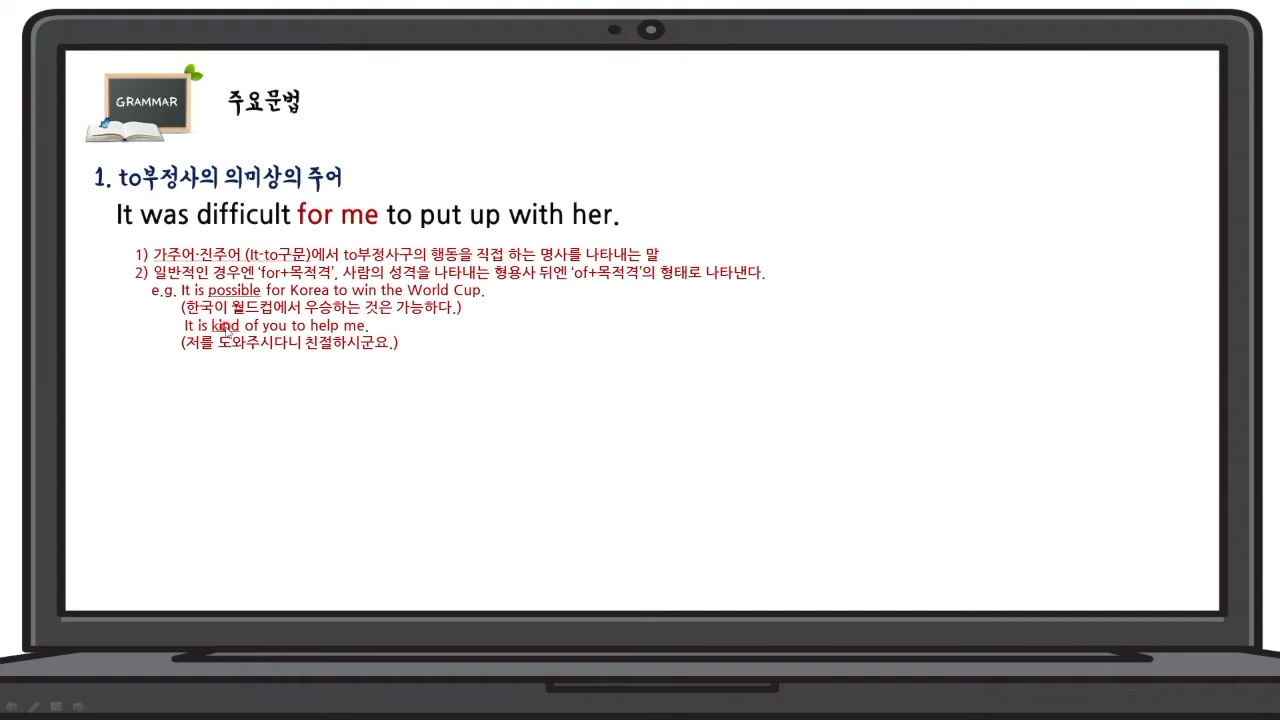 GRAMMAR
주요문법
1. to부정사의 의미상의 주어
It was difficult for me to put up with her.
1) 가주어·진주어 (It-to구문)에서 to부정사구의 행동을 직접 하는 명사를 나타내는 말
2) 일반적인 경우엔 ‘for+목적격’, 사람의 성격을 나타내는 형용사 뒤엔 ‘of+목적격’의 형태로 나타낸다.
e.g. It is possible for Korea to win the World Cup.
(한국이 월드컵에서 우승하는 것은 가능하다.)
It is kind of you to help me.
(저를 도와주시다니 친절하시군요.)